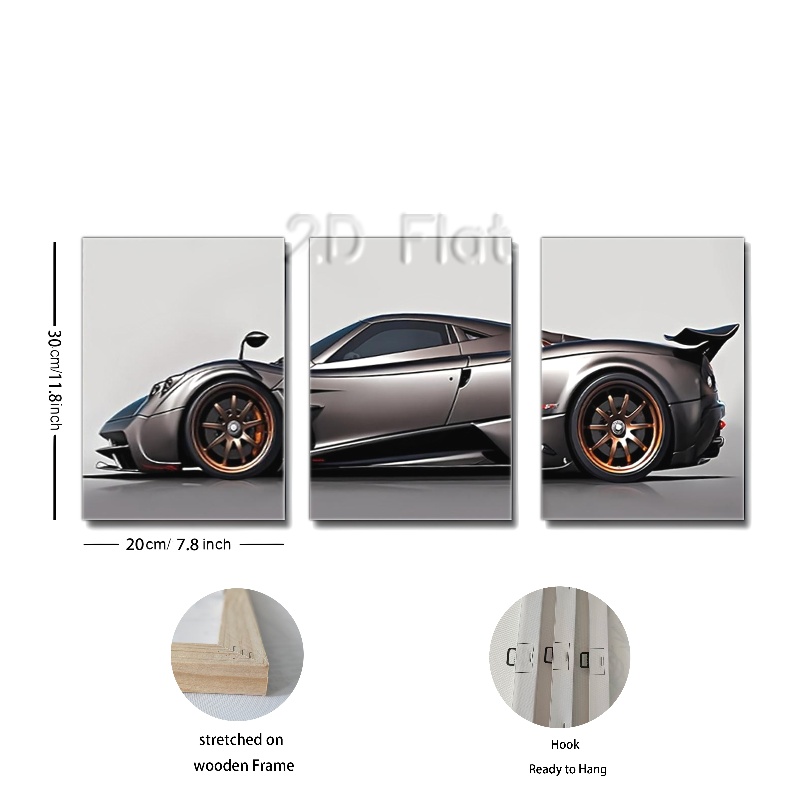 2D Flat
30cm/11.8inch
20cm/ 7.8 inch
stretched on
wooden Frame
Hook
Ready to Hang